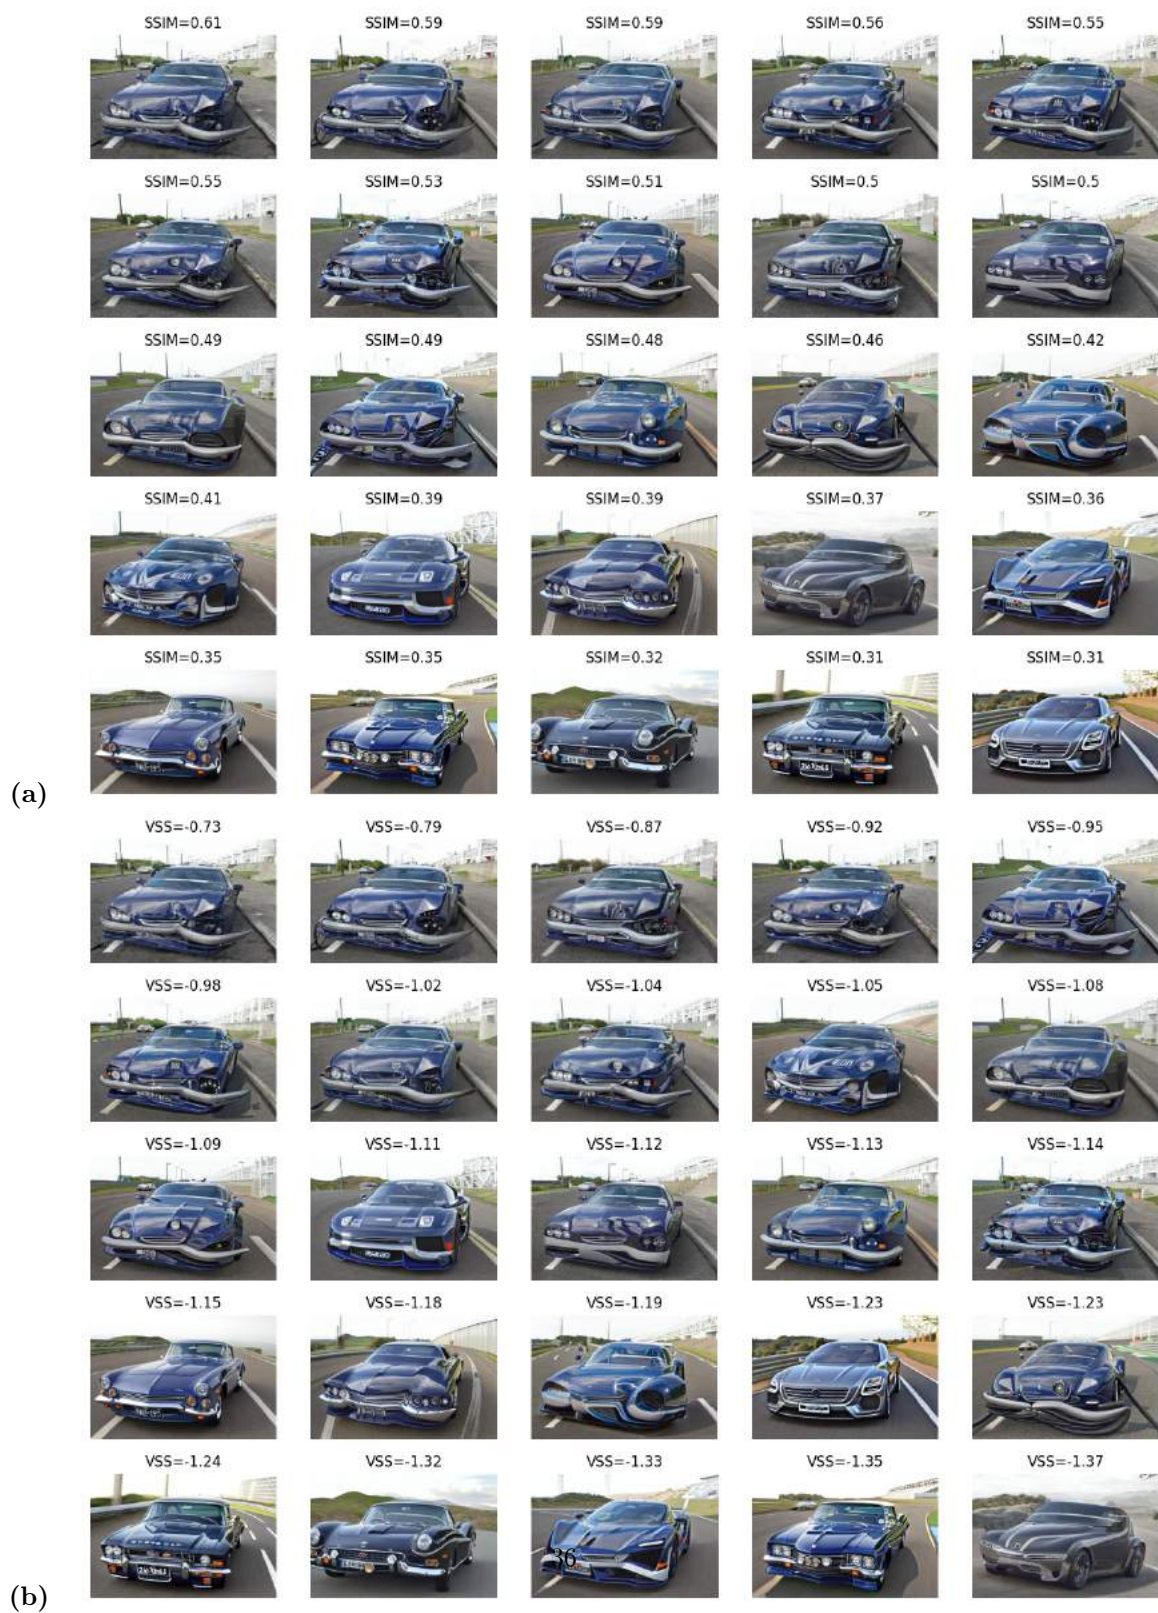 SSIM=0.61 SSIM=0.59 SSIM=0.59 SSIM=0.56 SSIM=0.55
SSIM=0.55 SSIM=0.53 SSIM=0.51 SSIM=0.5 SSIM=0.5
SSIM=0.49 SSIM=0.49 SSIM=0.48 SSIM=0.46 SSIM=0.42
SSIM=0.41 SSIM=0.39 SSIM=0.39 SSIM=0.37 SSIM=0.36
SSIM=0.35 SSIM=0.35 SSIM=0.32 SSIM=0.31 SSIM=0.31
(a)
VSS=-0.73 VSS=-0.79 VSS=-0.87 VSS=-0.92 VSS=-0.95
VSS=-0.98 VSS=-1.02 VSS=-1.04 VSS=-1.05 VSS=-1.08
VSS=-1.09 VSS=-1.11 VSS=-1.12 VSS=-1.13 VSS=-1.14
VSS=-1.15 VSS=-1.18 VSS=-1.19 VSS=-1.23 VSS=-1.23
VSS=-1.24 VSS=-1.32 VSS=-1.33 VSS=-1.35 VSS=-1.37
36
(b)